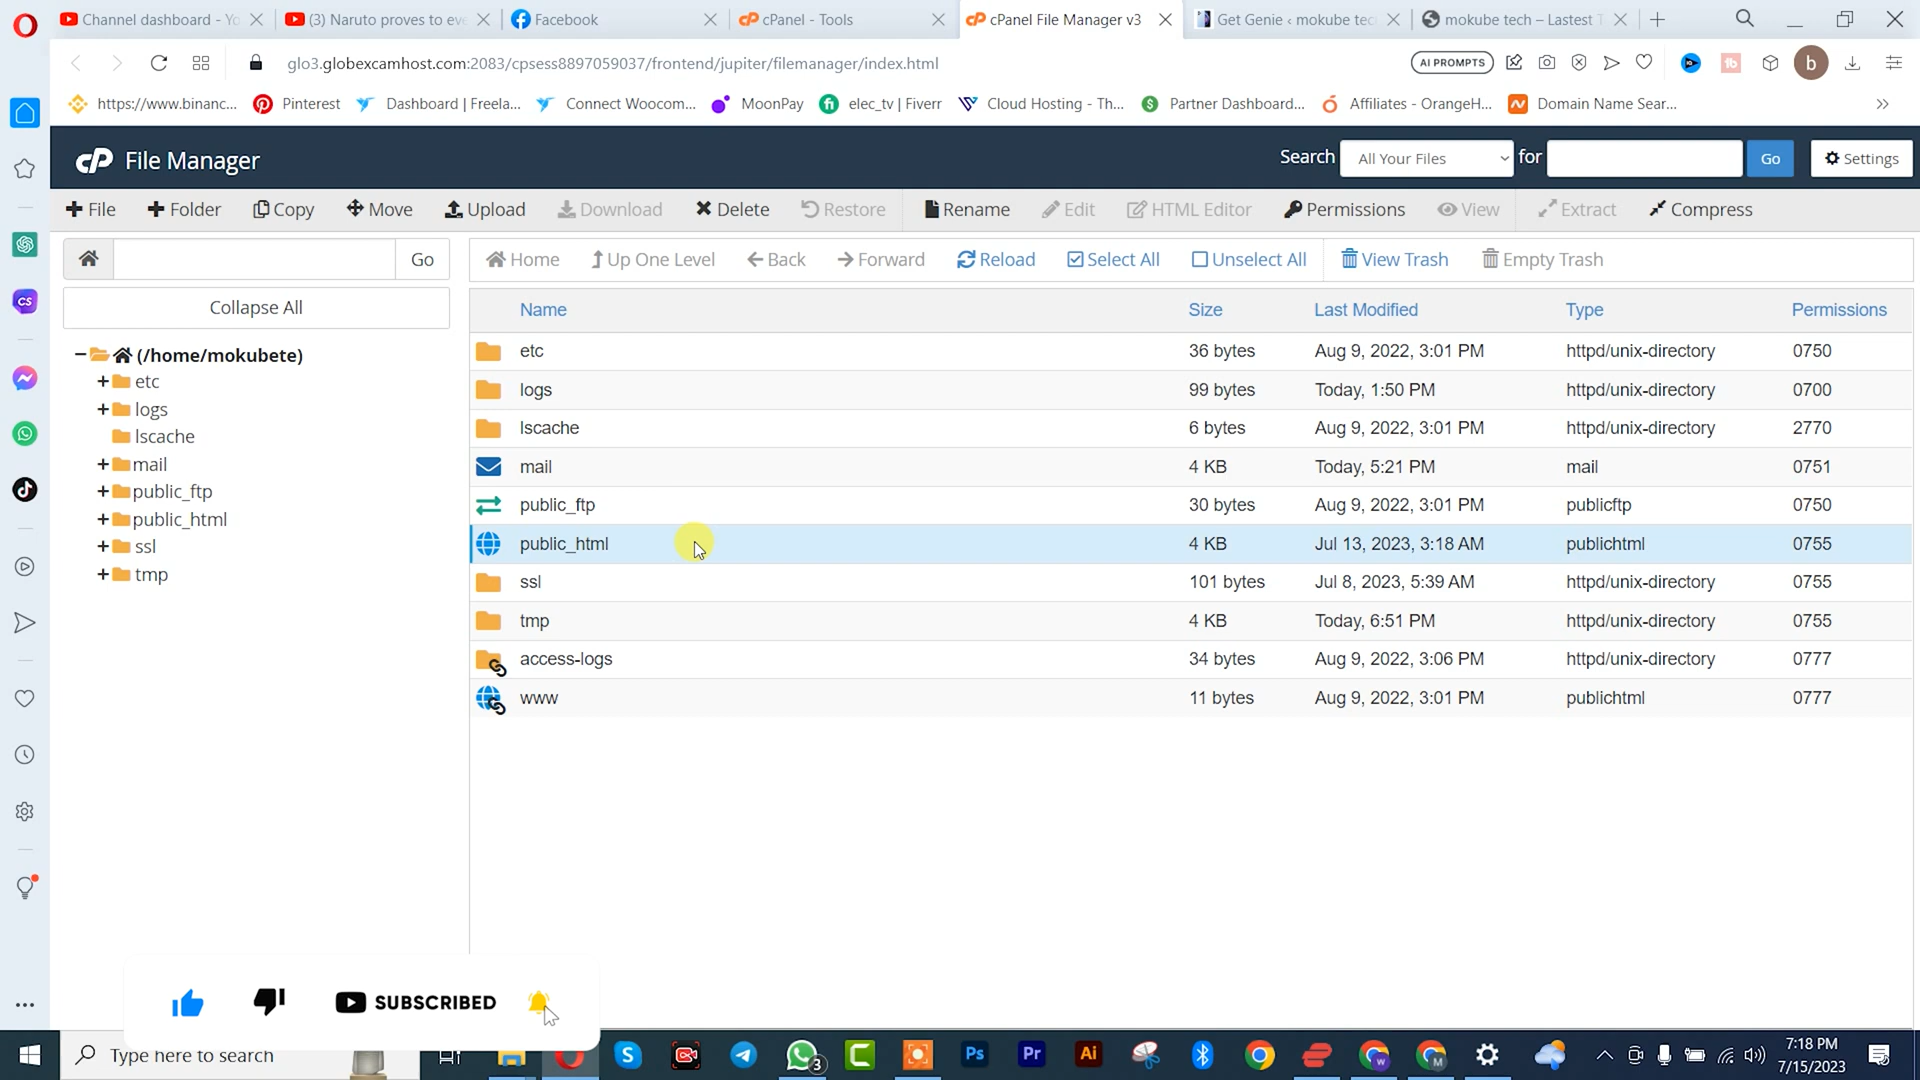 Channel dashboard - Yo
(3) Naruto proves to eve
Facebook
cPanel - Tools
cPanel File Manager v3
Get Genie ‹ mokube tec
mokube tech – Lastest T
glo3.globexcamhost.com:2083/cpsess8897059037/frontend/jupiter/filemanager/index.html
AI PROMPTS
b
https://www.binanc...
Pinterest
Dashboard | Freela...
Connect Woocom...
MoonPay
elec_tv | Fiverr
Cloud Hosting - Th...
Partner Dashboard...
Affiliates - OrangeH...
Domain Name Sear...
cP File Manager
Search All Your Files for Go Settings
File Folder Copy Move Upload Download Delete Restore Rename Edit HTML Editor Permissions View Extract Compress
Go
Home Up One Level Back Forward Reload Select All Unselect All View Trash Empty Trash
Collapse All
(/home/mokubete)
etc
logs
lscache
mail
public_ftp
public_html
ssl
tmp
Name Size Last Modified Type Permissions
etc 36 bytes Aug 9, 2022, 3:01 PM httpd/unix-directory 0750
logs 99 bytes Today, 1:50 PM httpd/unix-directory 0700
lscache 6 bytes Aug 9, 2022, 3:01 PM httpd/unix-directory 2770
mail 4 KB Today, 5:21 PM mail 0751
public_ftp 30 bytes Aug 9, 2022, 3:01 PM publicftp 0750
public_html 4 KB Jul 13, 2023, 3:18 AM publichtml 0755
ssl 101 bytes Jul 8, 2023, 5:39 AM httpd/unix-directory 0755
tmp 4 KB Today, 6:51 PM httpd/unix-directory 0755
access-logs 34 bytes Aug 9, 2022, 3:06 PM httpd/unix-directory 0777
www 11 bytes Aug 9, 2022, 3:01 PM publichtml 0777
CS
SUBSCRIBED
Type here to search
3
Ps
Pr
Ai
7:18 PM
7/15/2023